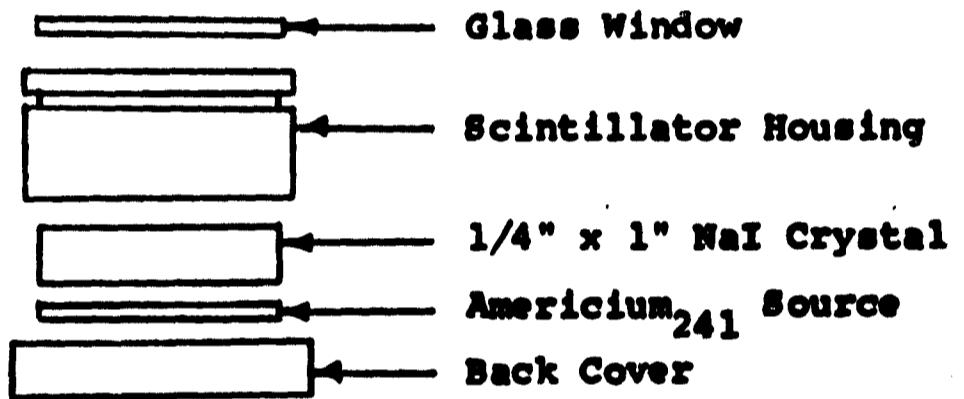 Glass Window
Scintillator Housing
1/4" x 1" NaI Crystal
Americium₂₄₁ Source
Back Cover